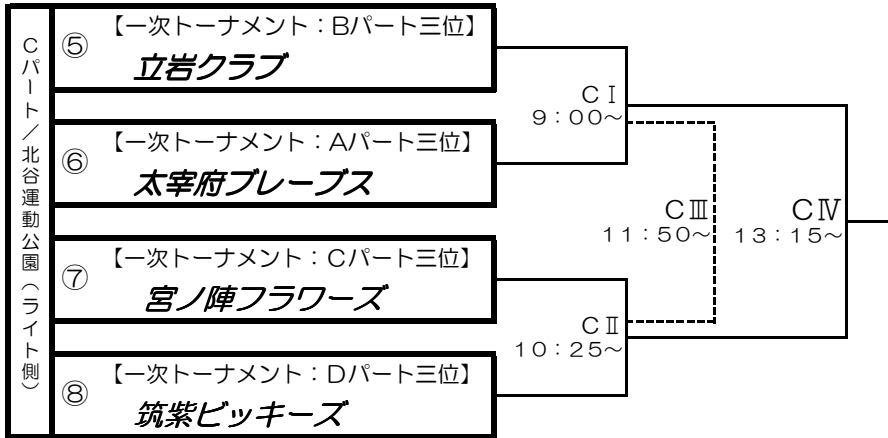 Cパート／北谷運動公園（ライト側）
⑤
【一次トーナメント：Bパート三位】
立岩クラブ
⑥
【一次トーナメント：Aパート三位】
太宰府ブレーブス
⑦
【一次トーナメント：Cパート三位】
宮ノ陣フラワーズ
⑧
【一次トーナメント：Dパート三位】
筑紫ビッキーズ
CⅠ
9：00～
CⅡ
10：25～
CⅢ
11：50～
CⅣ
13：15～